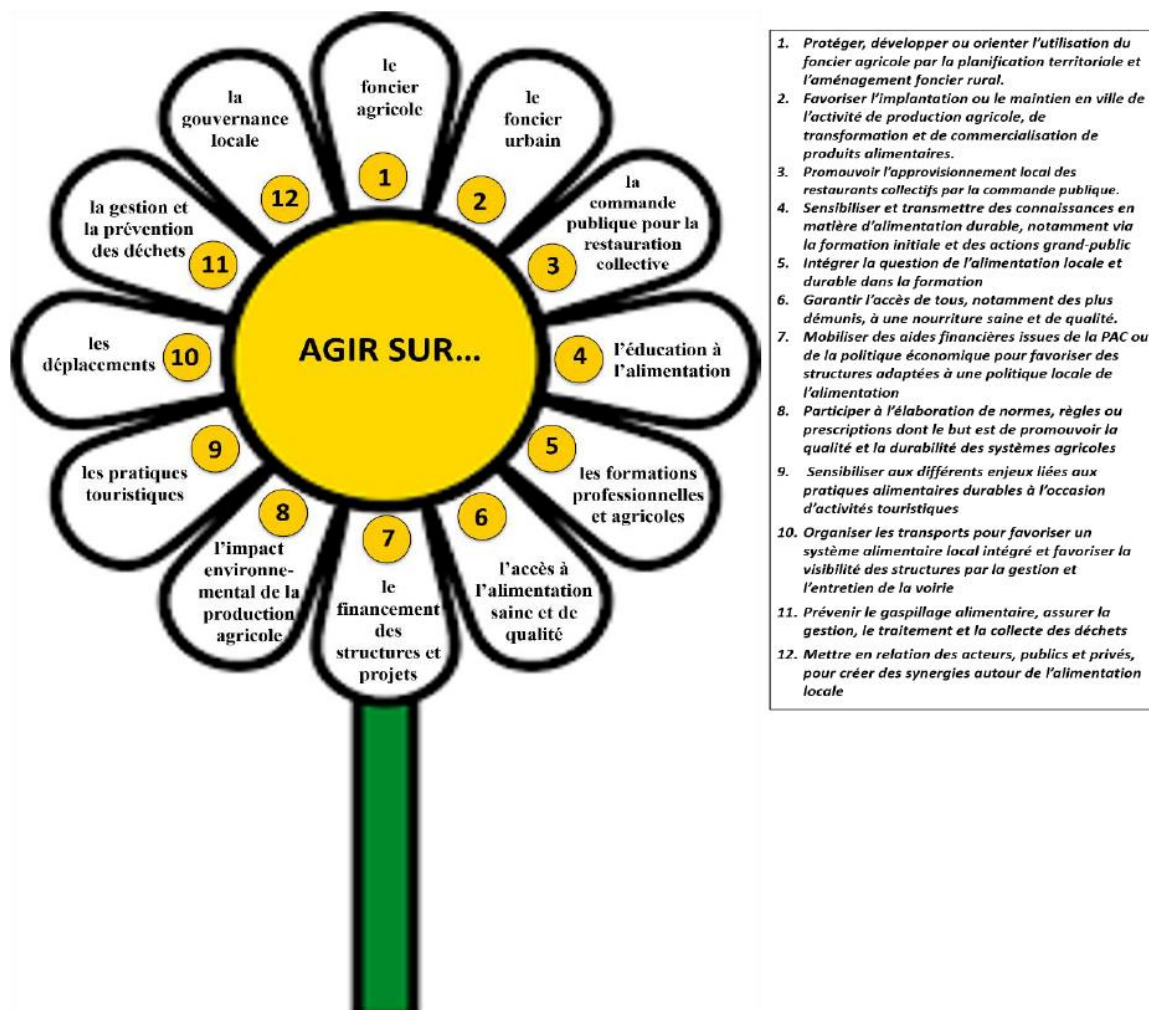 le
foncier
agricole
1
le
foncier
urbain
2
la
commande
publique pour la
restauration
collective
3
4
l'éducation à
l'alimentation
5
les formations
professionnelles
et agricoles
6
l'accès à
l'alimentation
saine et de
qualité
7
le
financement
des
structures et
projets
8
l'impact
environne-
mental de la
production
agricole
9
les pratiques
touristiques
10
les
déplacements
la gestion et
la prévention
des déchets
11
la
gouvernance
locale
12
AGIR SUR...
1. Protéger, développer ou orienter l'utilisation du
foncier agricole par la planification territoriale et
l'aménagement foncier rural.
2. Favoriser l'implantation ou le maintien en ville de
l'activité de production agricole, de
transformation et de commercialisation de
produits alimentaires.
3. Promouvoir l'approvisionnement local des
restaurants collectifs par la commande publique.
4. Sensibiliser et transmettre des connaissances en
matière d'alimentation durable, notamment via
la formation initiale et des actions grand-public
5. Intégrer la question de l'alimentation locale et
durable dans la formation
6. Garantir l'accès de tous, notamment des plus
démunis, à une nourriture saine et de qualité.
7. Mobiliser des aides financières issues de la PAC ou
de la politique économique pour favoriser des
structures adaptées à une politique locale de
l'alimentation
8. Participer à l'élaboration de normes, règles ou
prescriptions dont le but est de promouvoir la
qualité et la durabilité des systèmes agricoles
9. Sensibiliser aux différents enjeux liées aux
pratiques alimentaires durables à l'occasion
d'activités touristiques
10. Organiser les transports pour favoriser un
système alimentaire local intégré et favoriser la
visibilité des structures par la gestion et
l'entretien de la voirie
11. Prévenir le gaspillage alimentaire, assurer la
gestion, le traitement et la collecte des déchets
12. Mettre en relation des acteurs, publics et privés,
pour créer des synergies autour de l'alimentation
locale